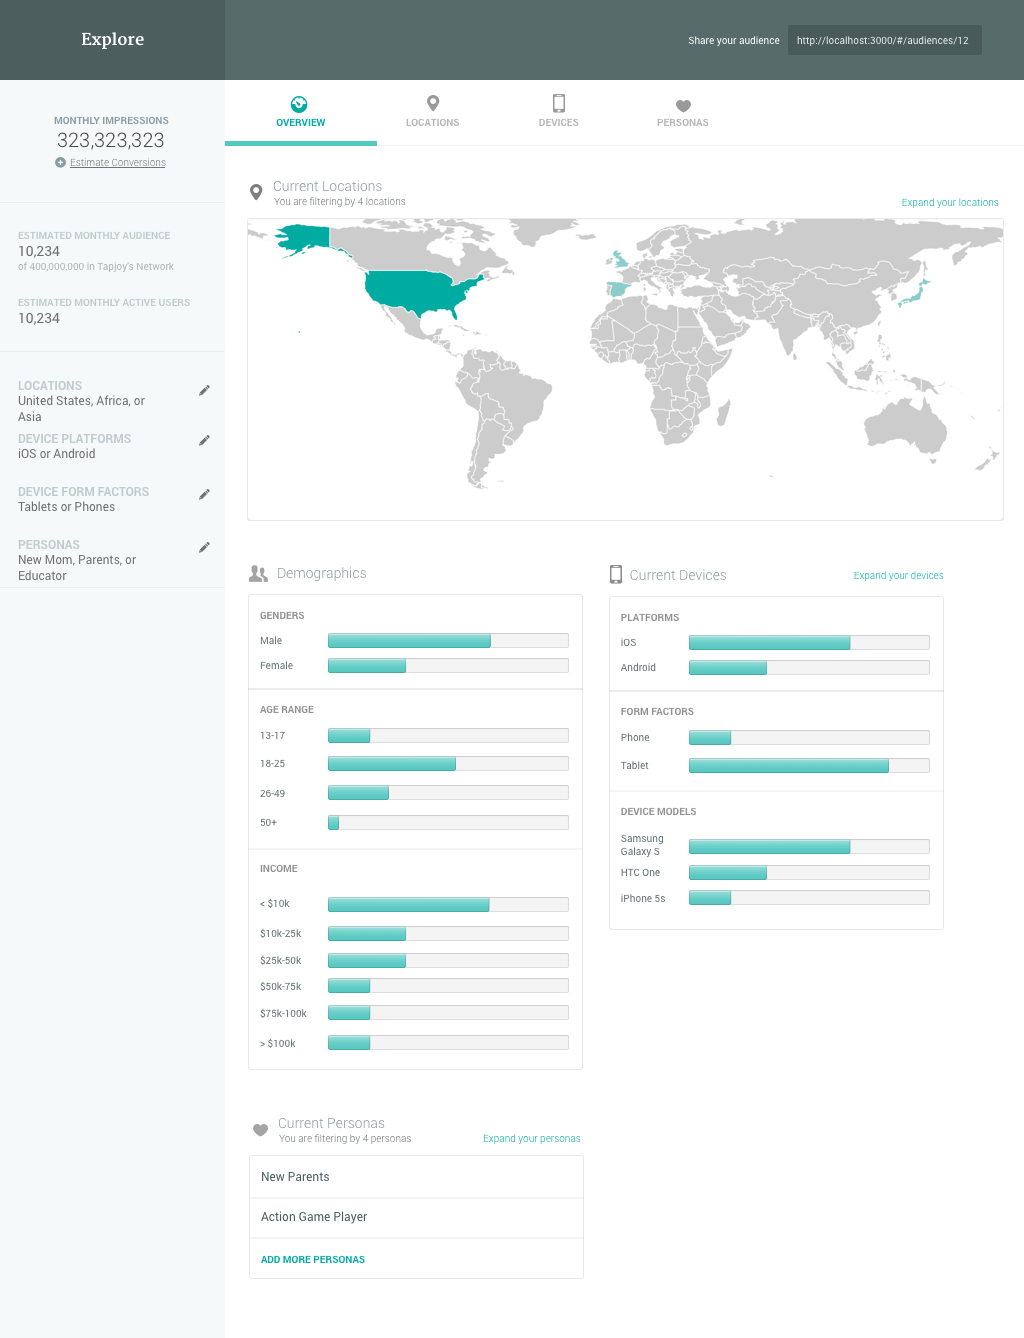 Explore
Share your audience
http://localhost:3000/#/audiences/12
MONTHLY IMPRESSIONS
323,323,323
Estimate Conversions
ESTIMATED MONTHLY AUDIENCE
10,234
of 400,000,000 in Tapjoy's Network
ESTIMATED MONTHLY ACTIVE USERS
10,234
LOCATIONS
United States, Africa, or
Asia
DEVICE PLATFORMS
iOS or Android
DEVICE FORM FACTORS
Tablets or Phones
PERSONAS
New Mom, Parents, or
Educator
OVERVIEW
LOCATIONS
DEVICES
PERSONAS
Current Locations
You are filtering by 4 locations
Expand your locations
Demographics
GENDERS
Male
Female
AGE RANGE
13-17
18-25
26-49
50+
INCOME
< $10k
$10k-25k
$25k-50k
$50k-75k
$75k-100k
> $100k
Current Devices
Expand your devices
PLATFORMS
iOS
Android
FORM FACTORS
Phone
Tablet
DEVICE MODELS
Samsung
Galaxy S
HTC One
iPhone 5s
Current Personas
You are filtering by 4 personas
Expand your personas
New Parents
Action Game Player
ADD MORE PERSONAS